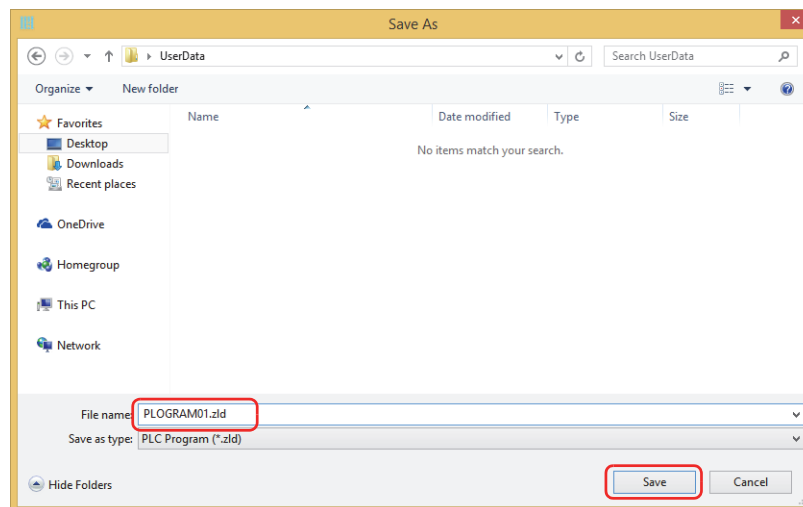 Save As
UserData
Search UserData
Organize
New folder
Name
Date modified
Type
Size
No items match your search.
Favorites
Desktop
Downloads
Recent places
OneDrive
Homegroup
This PC
Network
File name: PLOGRAM01.zld
Save as type: PLC Program (*.zld)
Hide Folders
Save
Cancel